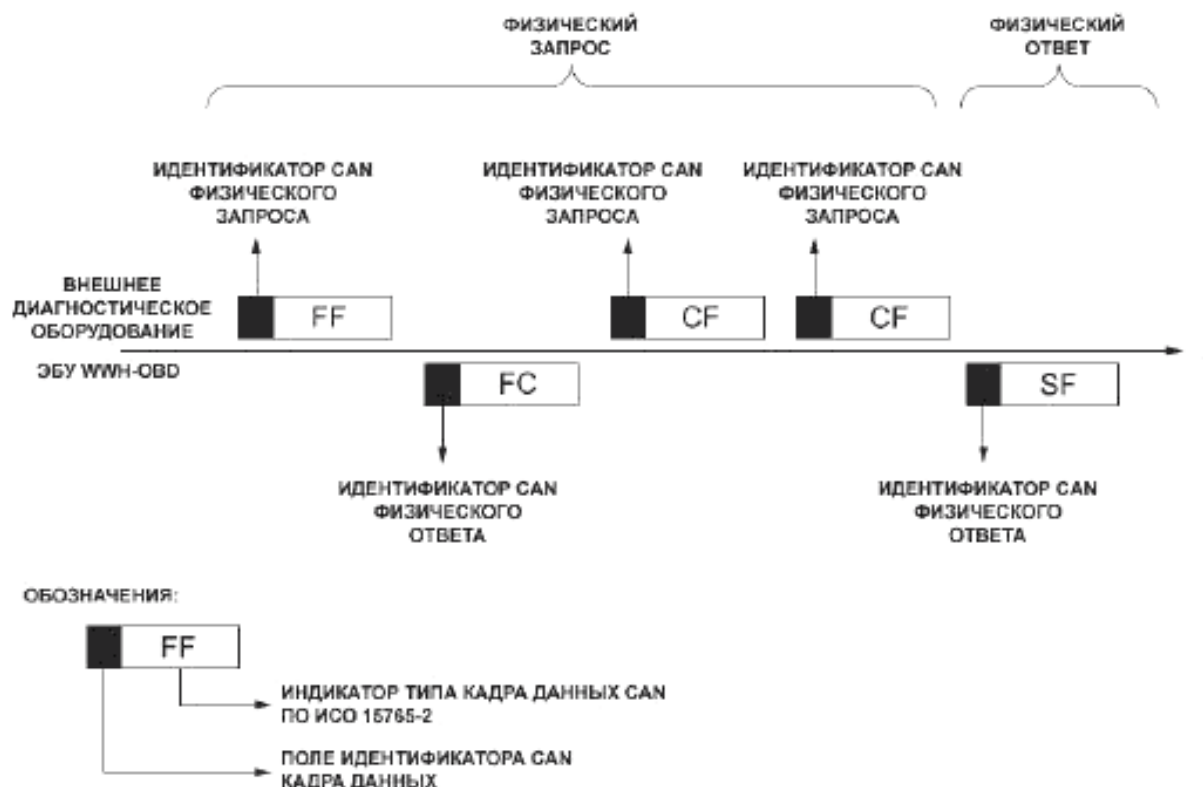 ФИЗИЧЕСКИЙ
ЗАПРОС
ФИЗИЧЕСКИЙ
ОТВЕТ
ИДЕНТИФИКАТОР CAN
ФИЗИЧЕСКОГО
ЗАПРОСА
ИДЕНТИФИКАТОР CAN
ФИЗИЧЕСКОГО
ЗАПРОСА
ИДЕНТИФИКАТОР CAN
ФИЗИЧЕСКОГО
ЗАПРОСА
ВНЕШНЕЕ
ДИАГНОСТИЧЕСКОЕ
ОБОРУДОВАНИЕ
FF
CF
CF
ЭБУ WWH-OBD
FC
SF
ИДЕНТИФИКАТОР CAN
ФИЗИЧЕСКОГО
ОТВЕТА
ИДЕНТИФИКАТОР CAN
ФИЗИЧЕСКОГО
ОТВЕТА
ОБОЗНАЧЕНИЯ:
FF
ИНДИКАТОР ТИПА КАДРА ДАННЫХ CAN
ПО ИСО 15765-2
ПОЛЕ ИДЕНТИФИКАТОРА CAN
КАДРА ДАННЫХ